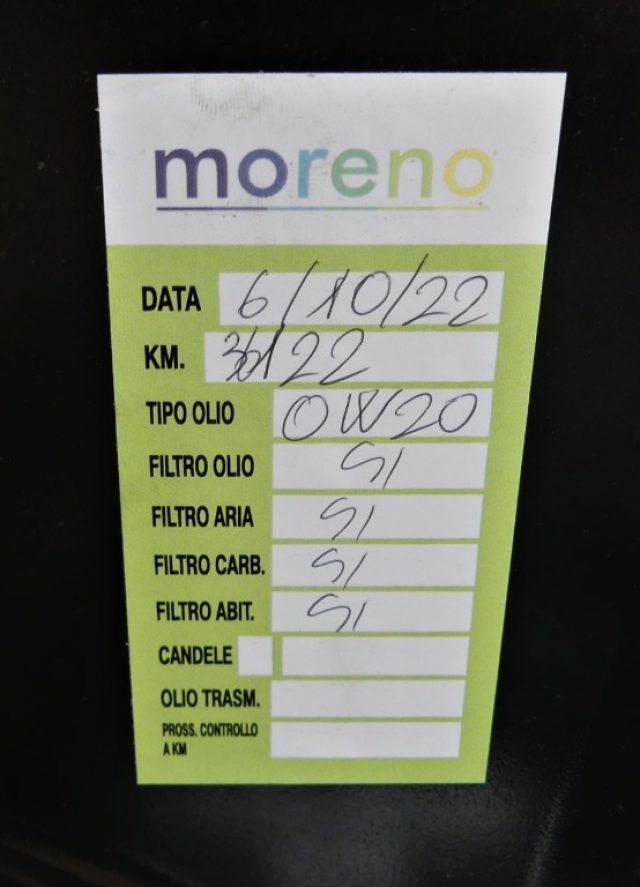 moreno
DATA 6/10/22
KM.
TIPO OLIO 0W20
FILTRO OLIO SI
FILTRO ARIA SI
FILTRO CARB. SI
FILTRO ABIT. SI
CANDELE
OLIO TRASM.
PROSS. CONTROLLO
A KM